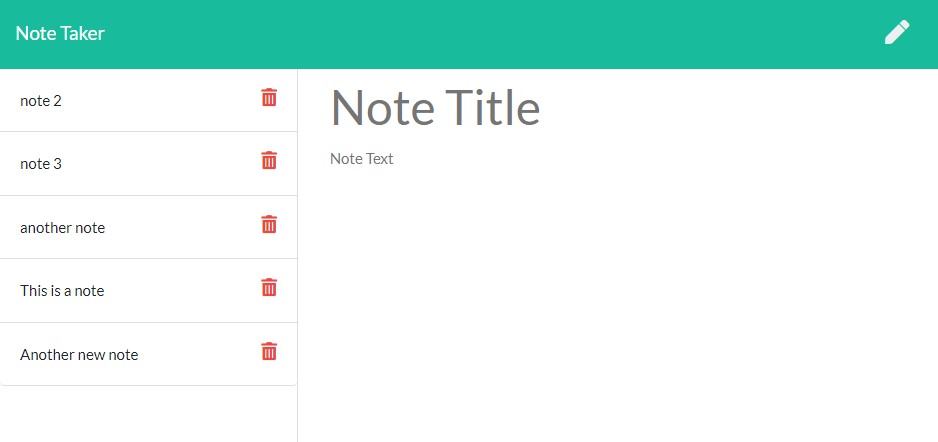 Note Taker
note 2
note 3
another note
This is a note
Another new note
Note Title
Note Text